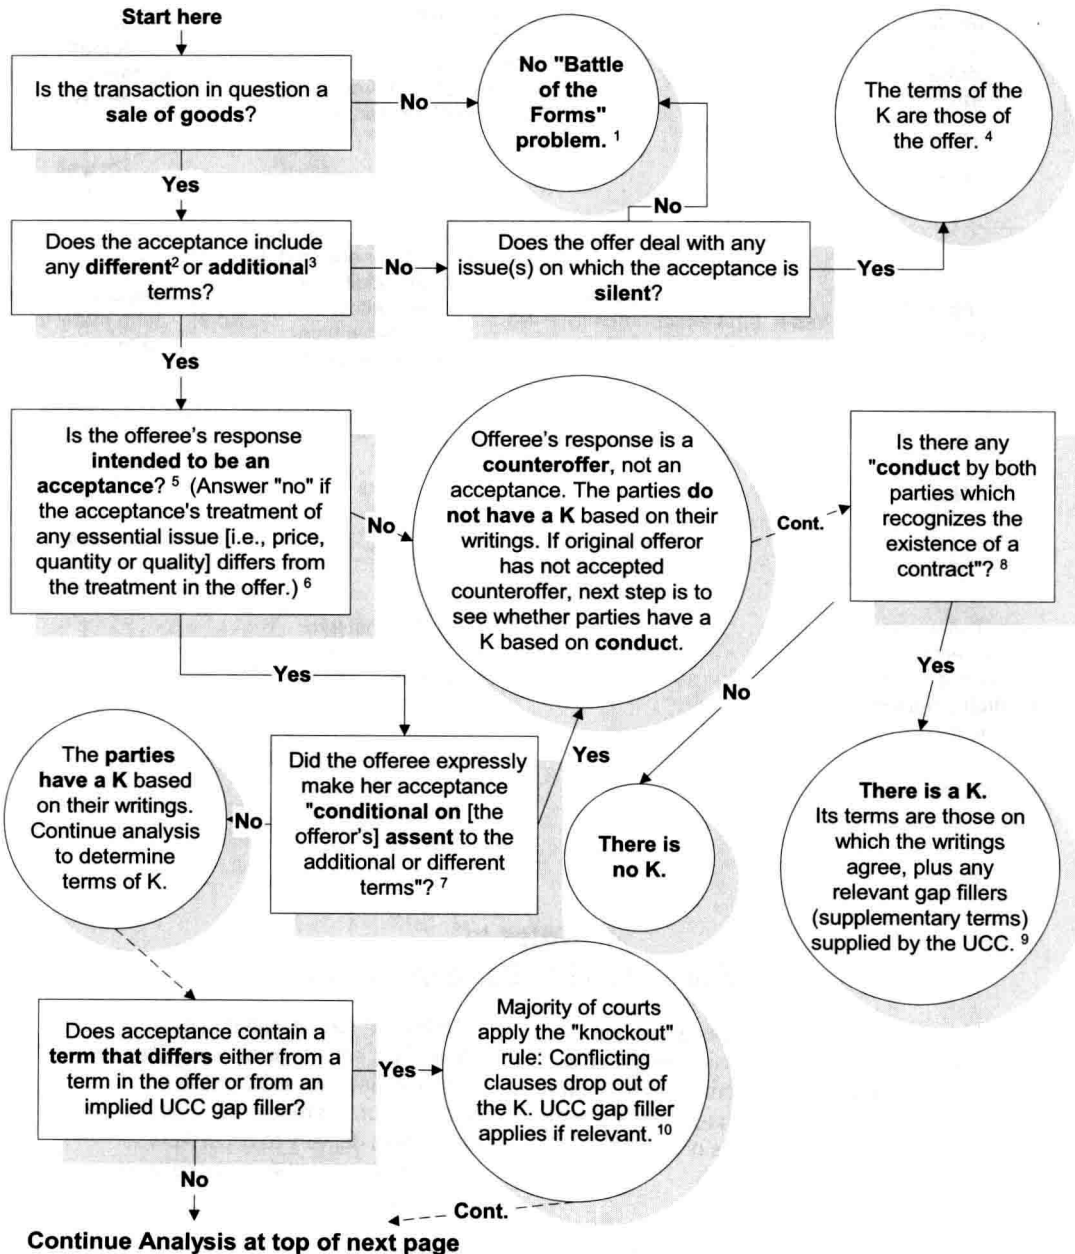 Start here
Is the transaction in question a
sale of goods?
No
No "Battle
of the
Forms"
problem. 1
The terms of the
K are those of
the offer. 4
Yes
No
Does the acceptance include
any different2 or additional3
terms?
No
Does the offer deal with any
issue(s) on which the acceptance is
silent?
Yes
Yes
Is the offeree's response
intended to be an
acceptance? 5 (Answer "no" if
the acceptance's treatment of
any essential issue [i.e., price,
quantity or quality] differs from
the treatment in the offer.) 6
No
Offeree's response is a
counteroffer, not an
acceptance. The parties do
not have a K based on their
writings. If original offeror
has not accepted
counteroffer, next step is to
see whether parties have a
K based on conduct.
Cont.
Is there any
"conduct by both
parties which
recognizes the
existence of a
contract"? 8
Yes
No
Yes
The parties
have a K based
on their writings.
Continue analysis
to determine
terms of K.
No
Did the offeree expressly
make her acceptance
"conditional on [the
offeror's] assent to the
additional or different
terms"? 7
Yes
There is
no K.
There is a K.
Its terms are those on
which the writings
agree, plus any
relevant gap fillers
(supplementary terms)
supplied by the UCC. 9
Does acceptance contain a
term that differs either from a
term in the offer or from an
implied UCC gap filler?
Yes
Majority of courts
apply the "knockout"
rule: Conflicting
clauses drop out of
the K. UCC gap filler
applies if relevant. 10
No
Cont.
Continue Analysis at top of next page